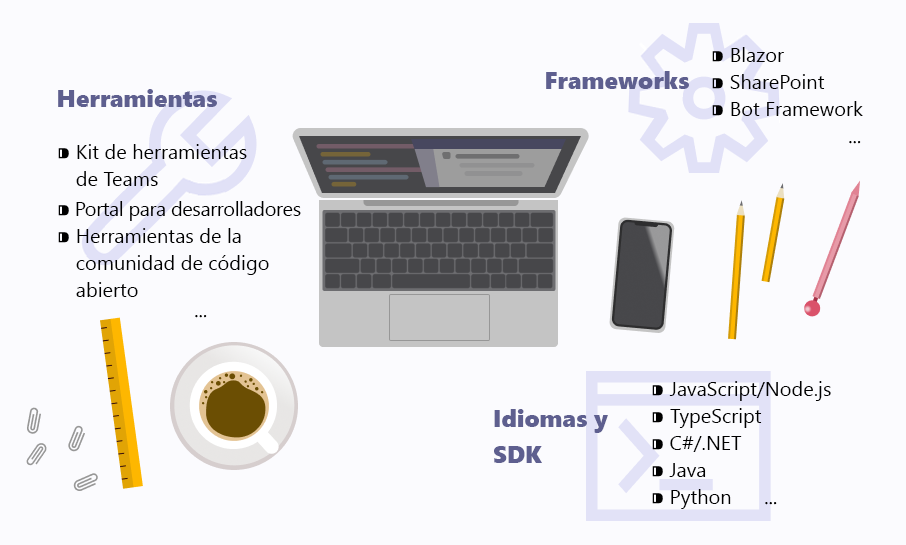 Herramientas
Kit de herramientas
de Teams
Portal para desarrolladores
Herramientas de la
comunidad de código
abierto
...
Frameworks
Blazor
SharePoint
Bot Framework
...
Idiomas y
SDK
JavaScript/Node.js
TypeScript
C#/.NET
Java
Python ...